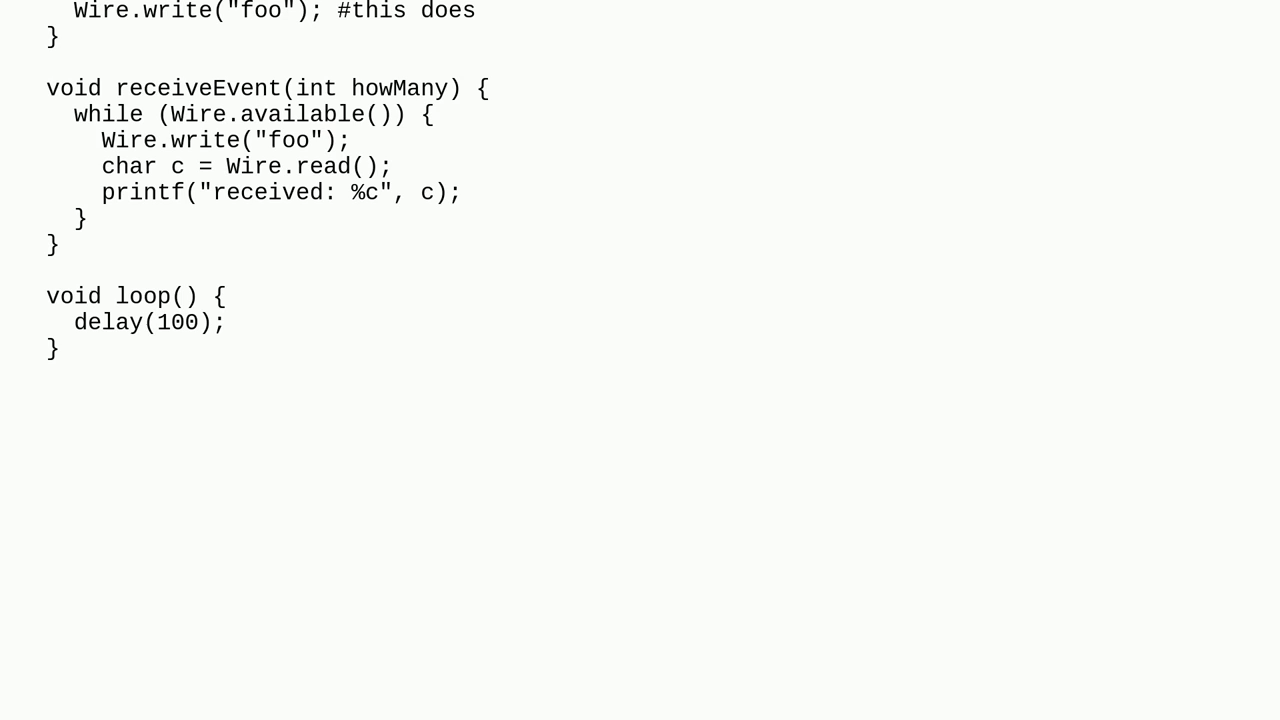 Wire.write("foo"); #this does
}
void receiveEvent(int howMany) {
while (Wire.available()) {
Wire.write("foo");
char c = Wire.read();
printf("received: %c", c);
}
}
void loop() {
delay(100);
}